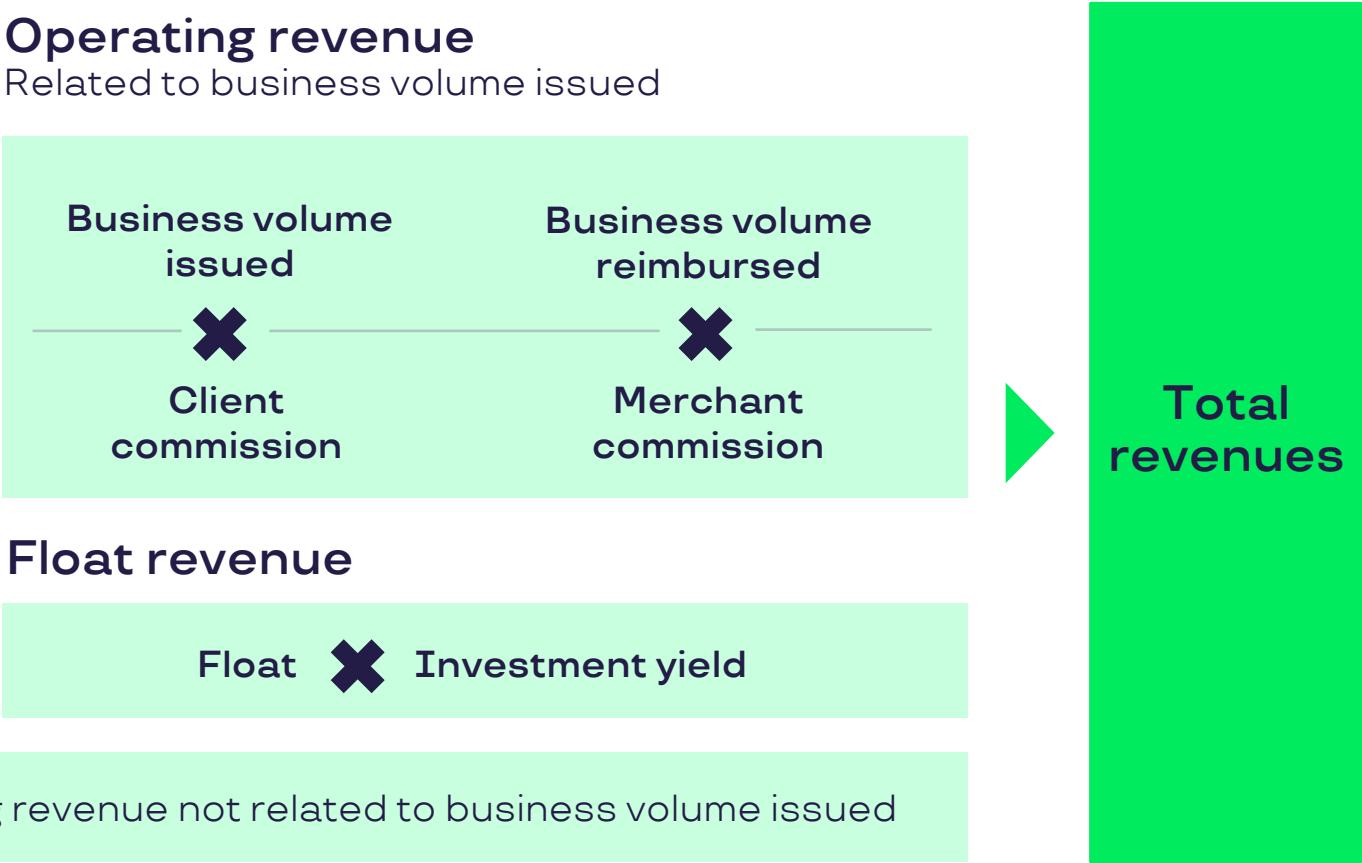 Operating revenue
Related to business volume issued
Business volume
issued
Client
commission
Business volume
reimbursed
Merchant
commission
Float revenue
Float
Investment yield
revenue not related to business volume issued
Total
revenues